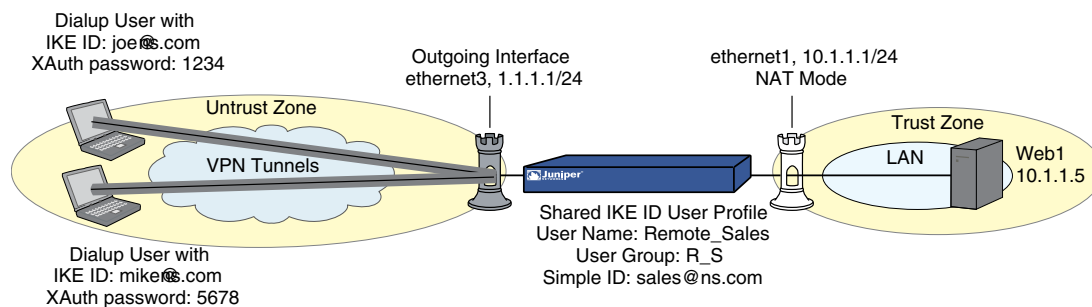 Dialup User with
IKE ID: joe@ns.com
XAuth password: 1234
Outgoing Interface
ethernet3, 1.1.1.1/24
ethernet1, 10.1.1.1/24
NAT Mode
Untrust Zone
VPN Tunnels
Trust Zone
LAN
Web1
10.1.1.5
Juniper
NETWORKS
Shared IKE ID User Profile
User Name: Remote_Sales
User Group: R_S
Simple ID: sales@ns.com
Dialup User with
IKE ID: mike@ns.com
XAuth password: 5678